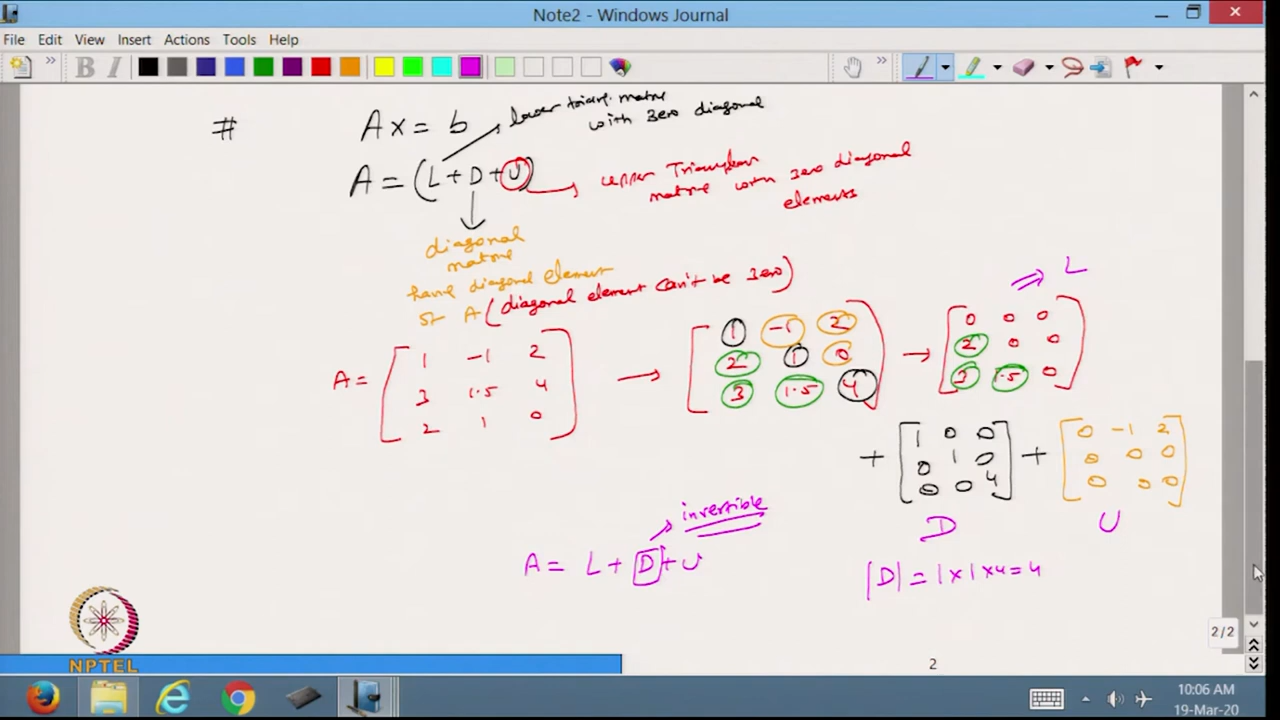 Note2 - Windows Journal
File Edit View Insert Actions Tools Help
# Ax = b
lower triang. matrix
with zero diagonal
A = (L+D+U)
upper Triangular
matrix with zero diagonal
elements
diagonal
matrix
have diagonal element
of A (diagonal element can't be zero)
A = [1 -1 2
3 1.5 4
2 1 0]
→ [1 -1 2
2 1 0
3 1.5 4]
→ [0 0 0
2 0 0
3 1.5 0]
⇒ L
+ [1 0 0
0 1 0
0 0 4]
D
+ [0 -1 2
0 0 0
0 0 0]
U
invertible
A = L + D + U
|D| = 1×1×4=4
2 / 2
2
NPTEL
10:06 AM
19-Mar-20